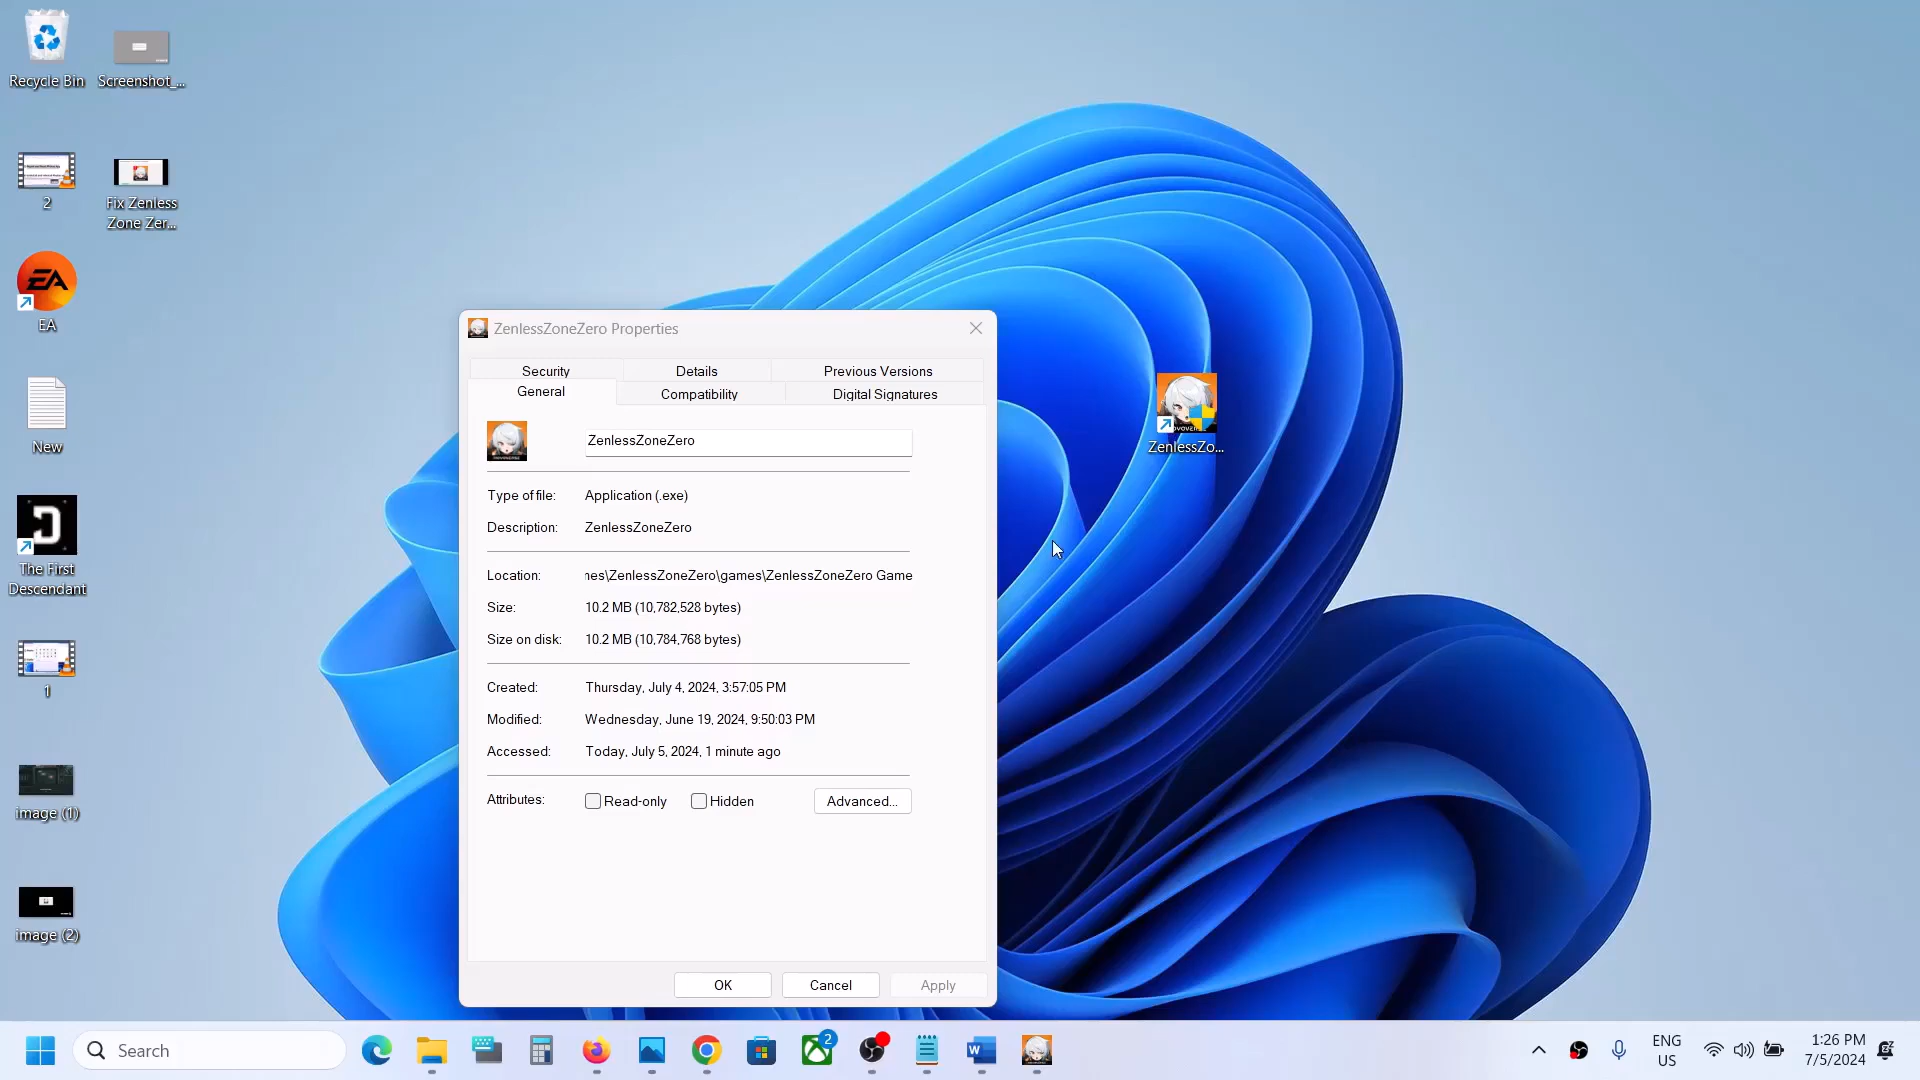 Recycle Bin
Screenshot_...
2
Fix Zenless
Zone Zer...
EA
New
The First
Descendant
1
image (1)
image (2)
ZenlessZo...
ZenlessZoneZero Properties
Security
Details
Previous Versions
General
Compatibility
Digital Signatures
ZenlessZoneZero
Type of file:
Application (.exe)
Description:
ZenlessZoneZero
Location:
nes\ZenlessZoneZero\games\ZenlessZoneZero Game
Size:
10.2 MB (10,782,528 bytes)
Size on disk:
10.2 MB (10,784,768 bytes)
Created:
Thursday, July 4, 2024, 3:57:05 PM
Modified:
Wednesday, June 19, 2024, 9:50:03 PM
Accessed:
Today, July 5, 2024, 1 minute ago
Attributes:
Read-only
Hidden
Advanced...
OK
Cancel
Apply
Search
2
ENG
US
1:26 PM
7/5/2024